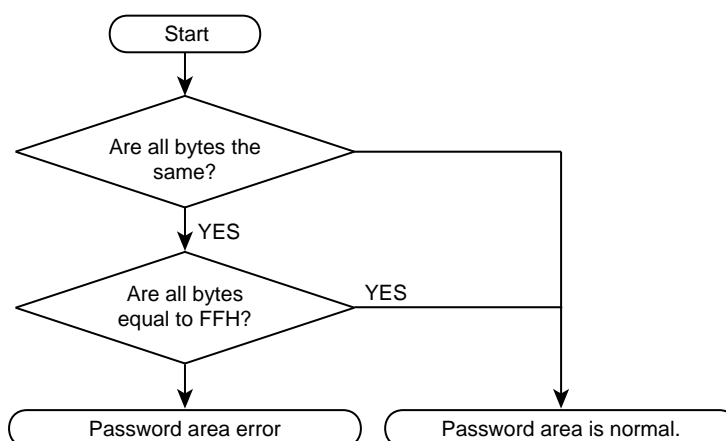 Start
Are all bytes the
same?
YES
Are all bytes
equal to FFH?
YES
Password area error
Password area is normal.